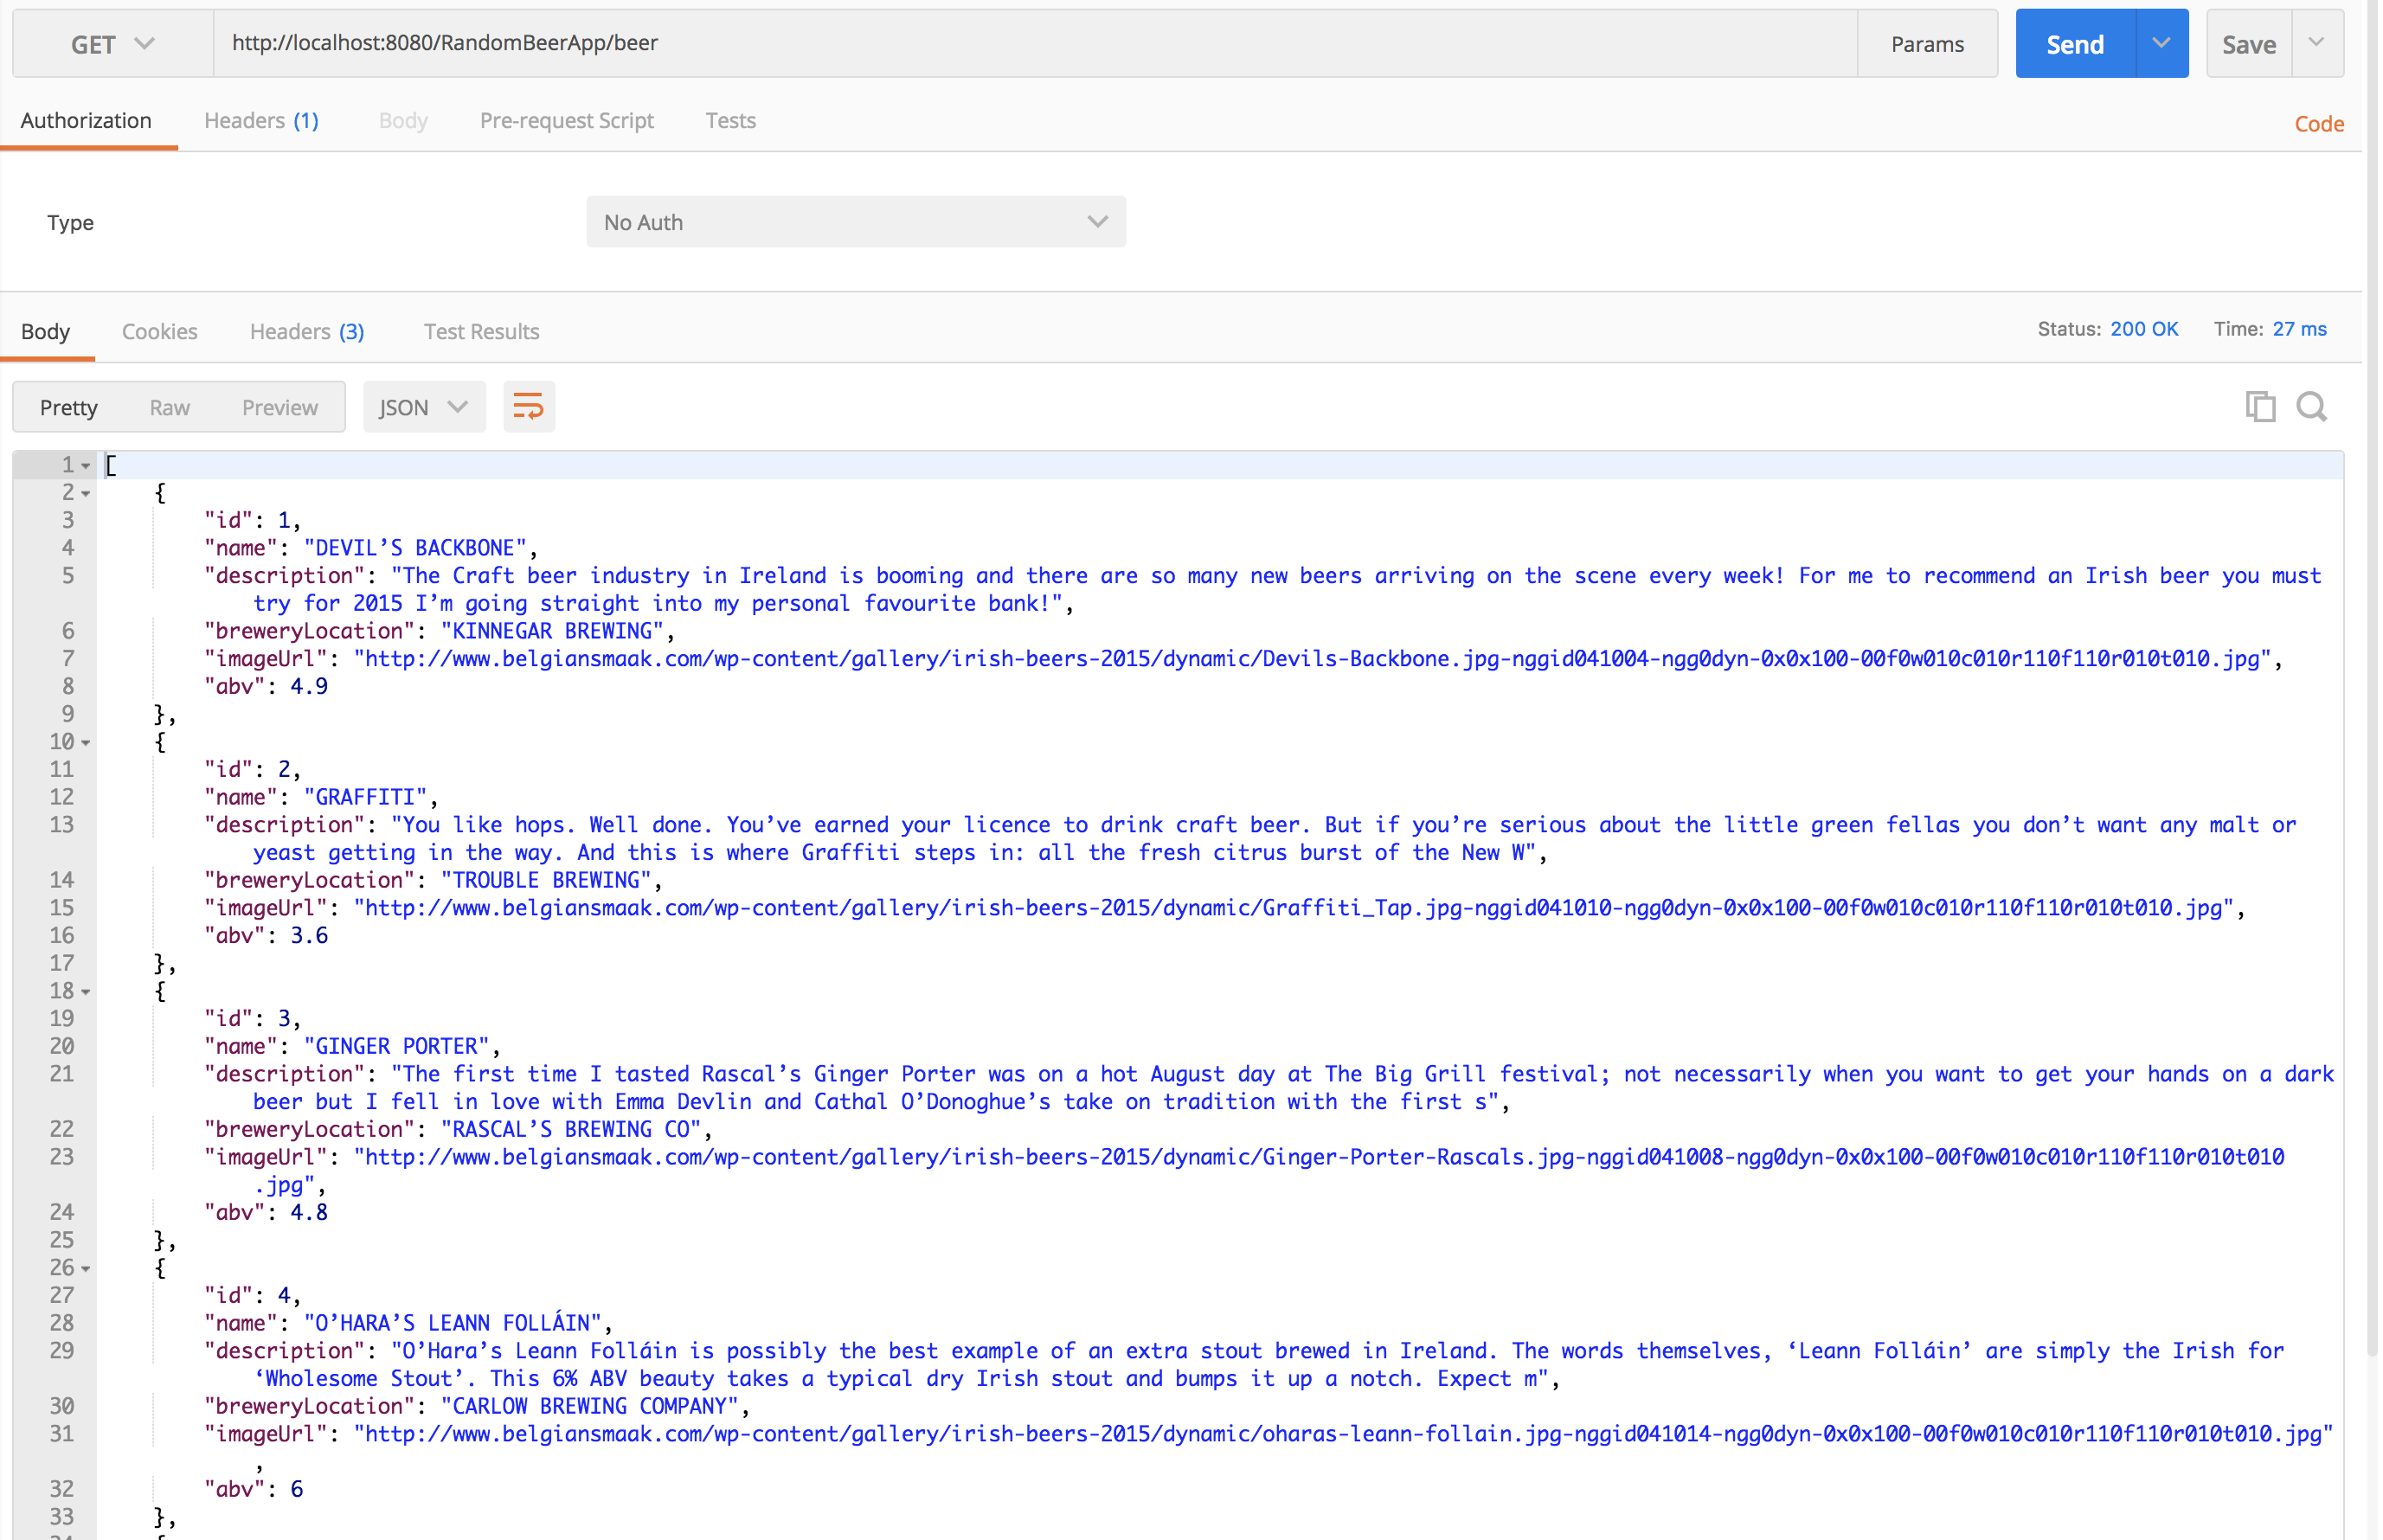 GET http://localhost:8080/RandomBeerApp/beer Params Send Save
Authorization Headers (1) Body Pre-request Script Tests Code
Type No Auth
Body Cookies Headers (3) Test Results Status: 200 OK Time: 27 ms
Pretty Raw Preview JSON
1 [
2 {
3 "id": 1,
4 "name": "DEVIL’S BACKBONE",
5 "description": "The Craft beer industry in Ireland is booming and there are so many new beers arriving on the scene every week! For me to recommend an Irish beer you must
try for 2015 I’m going straight into my personal favourite bank!",
6 "breweryLocation": "KINNEGAR BREWING",
7 "imageUrl": "http://www.belgiansmaak.com/wp-content/gallery/irish-beers-2015/dynamic/Devils-Backbone.jpg-nggid041004-ngg0dyn-0x0x100-00f0w010c010r110f110r010t010.jpg",
8 "abv": 4.9
9 },
10 {
11 "id": 2,
12 "name": "GRAFFITI",
13 "description": "You like hops. Well done. You’ve earned your licence to drink craft beer. But if you’re serious about the little green fellas you don’t want any malt or
yeast getting in the way. And this is where Graffiti steps in: all the fresh citrus burst of the New W",
14 "breweryLocation": "TROUBLE BREWING",
15 "imageUrl": "http://www.belgiansmaak.com/wp-content/gallery/irish-beers-2015/dynamic/Graffiti_Tap.jpg-nggid041010-ngg0dyn-0x0x100-00f0w010c010r110f110r010t010.jpg",
16 "abv": 3.6
17 },
18 {
19 "id": 3,
20 "name": "GINGER PORTER",
21 "description": "The first time I tasted Rascal’s Ginger Porter was on a hot August day at The Big Grill festival; not necessarily when you want to get your hands on a dark
beer but I fell in love with Emma Devlin and Cathal O’Donoghue’s take on tradition with the first s",
22 "breweryLocation": "RASCAL’S BREWING CO",
23 "imageUrl": "http://www.belgiansmaak.com/wp-content/gallery/irish-beers-2015/dynamic/Ginger-Porter-Rascals.jpg-nggid041008-ngg0dyn-0x0x100-00f0w010c010r110f110r010t010
.jpg",
24 "abv": 4.8
25 },
26 {
27 "id": 4,
28 "name": "O’HARA’S LEANN FOLLÁIN",
29 "description": "O’Hara’s Leann Folláin is possibly the best example of an extra stout brewed in Ireland. The words themselves, ‘Leann Folláin’ are simply the Irish for
‘Wholesome Stout’. This 6% ABV beauty takes a typical dry Irish stout and bumps it up a notch. Expect m",
30 "breweryLocation": "CARLOW BREWING COMPANY",
31 "imageUrl": "http://www.belgiansmaak.com/wp-content/gallery/irish-beers-2015/dynamic/oharas-leann-follain.jpg-nggid041014-ngg0dyn-0x0x100-00f0w010c010r110f110r010t010.jpg"
,
32 "abv": 6
33 },